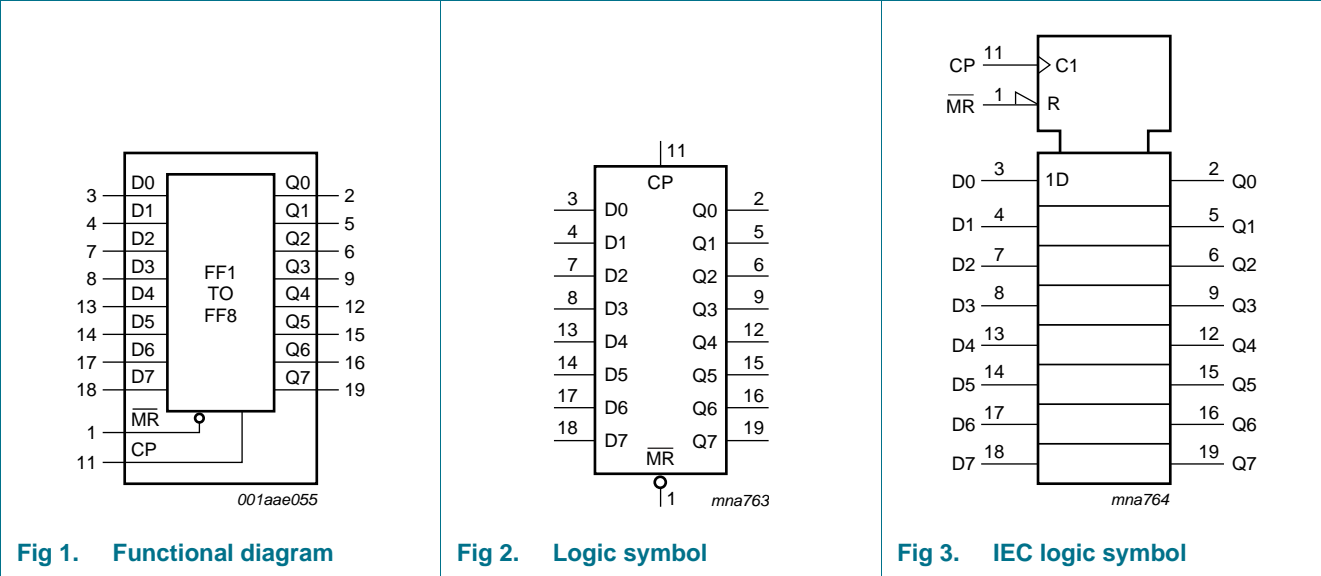 D0 Q0
3 2
D1 Q1
4 5
D2 Q2
7 6
D3 Q3
8 9
D4 Q4
13 12
D5 Q5
14 15
D6 Q6
17 16
D7 Q7
18 19
FF1
TO
FF8
MR
1
CP
11
001aae055
Fig 1. Functional diagram
11
CP
3 D0 Q0 2
4 D1 Q1 5
7 D2 Q2 6
8 D3 Q3 9
13 D4 Q4 12
14 D5 Q5 15
17 D6 Q6 16
18 D7 Q7 19
MR
1
mna763
Fig 2. Logic symbol
CP 11 C1
MR 1 R
D0 3 1D 2 Q0
D1 4 5 Q1
D2 7 6 Q2
D3 8 9 Q3
D4 13 12 Q4
D5 14 15 Q5
D6 17 16 Q6
D7 18 19 Q7
mna764
Fig 3. IEC logic symbol